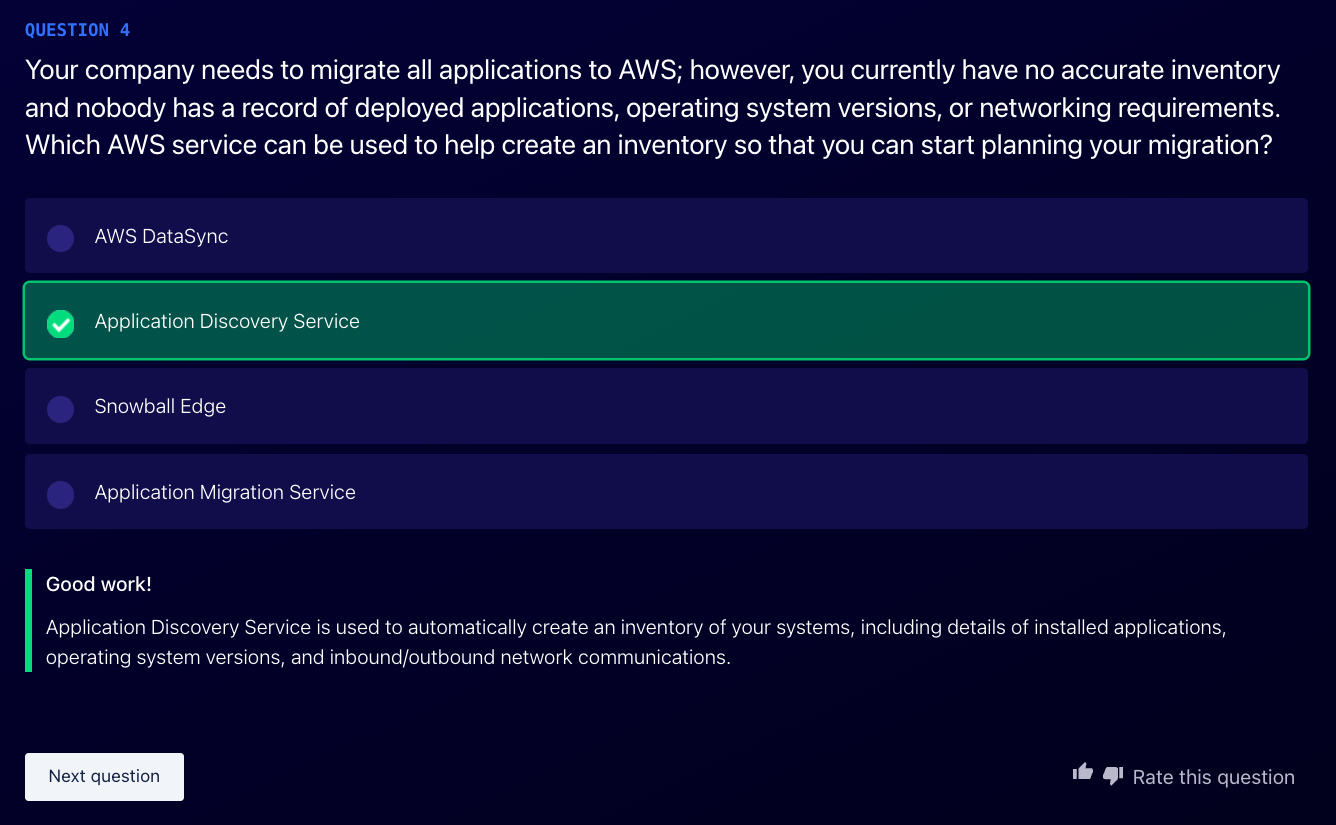 QUESTION 4
Your company needs to migrate all applications to AWS; however, you currently have no accurate inventory
and nobody has a record of deployed applications, operating system versions, or networking requirements.
Which AWS service can be used to help create an inventory so that you can start planning your migration?
AWS DataSync
Application Discovery Service
Snowball Edge
Application Migration Service
Good work!
Application Discovery Service is used to automatically create an inventory of your systems, including details of installed applications,
operating system versions, and inbound/outbound network communications.
Next question
Rate this question